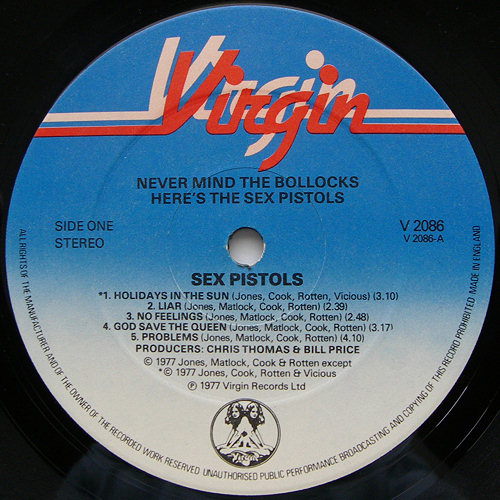 Virgin
NEVER MIND THE BOLLOCKS
HERE'S THE SEX PISTOLS
SIDE ONE
STEREO
V 2086
V 2086-A
SEX PISTOLS
*1. HOLIDAYS IN THE SUN (Jones, Cook, Rotten, Vicious) (3.10)
2. LIAR (Jones, Matlock, Cook, Rotten) (2.39)
3. NO FEELINGS (Jones, Matlock, Cook, Rotten) (2.48)
4. GOD SAVE THE QUEEN (Jones, Matlock, Cook, Rotten) (3.17)
5. PROBLEMS (Jones, Matlock, Cook, Rotten) (4.10)
PRODUCERS: CHRIS THOMAS & BILL PRICE
© 1977 Jones, Matlock, Cook & Rotten except
*© 1977 Jones, Cook, Rotten & Vicious
℗ 1977 Virgin Records Ltd
Virgin
ALL RIGHTS OF THE MANUFACTURER AND OF THE OWNER OF THE RECORDED WORK RESERVED UNAUTHORISED PUBLIC PERFORMANCE BROADCASTING AND COPYING OF THIS RECORD PROHIBITED MADE IN ENGLAND